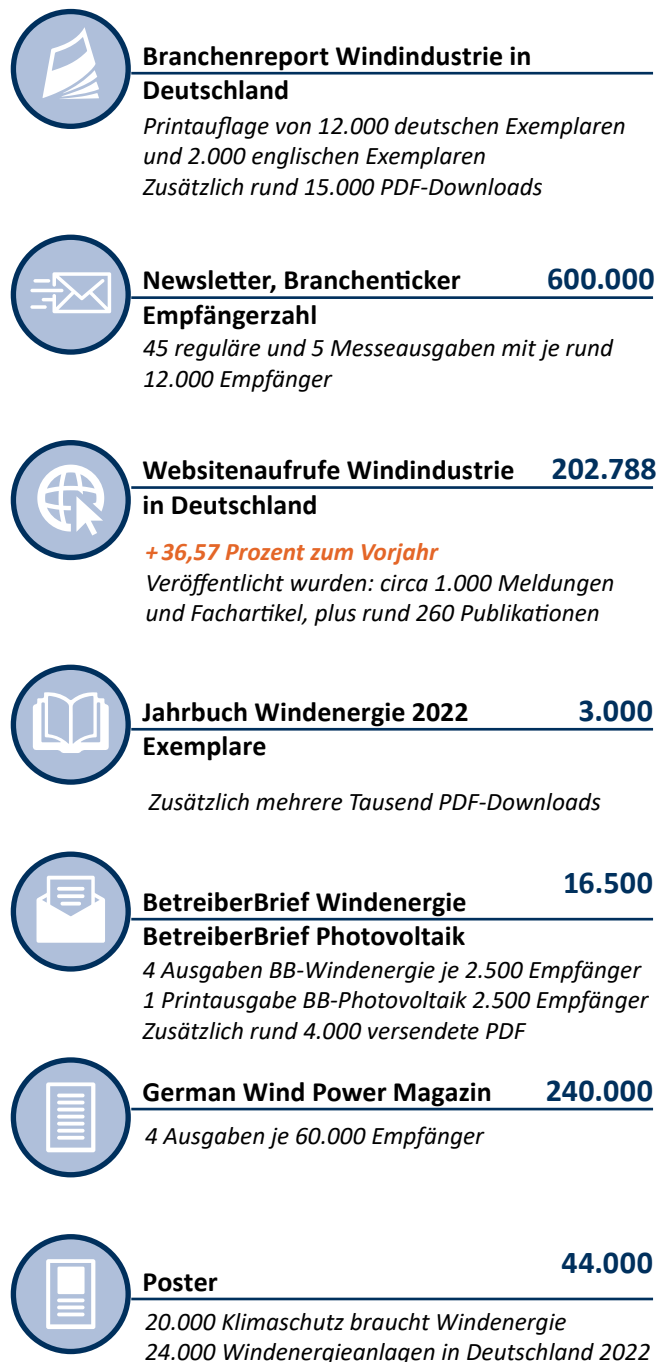 Branchenreport Windindustrie in
Deutschland
Printauflage von 12.000 deutschen Exemplaren
und 2.000 englischen Exemplaren
Zusätzlich rund 15.000 PDF-Downloads
Newsletter, Branchenticker 600.000
Empfängerzahl
45 reguläre und 5 Messeausgaben mit je rund
12.000 Empfänger
Websitenaufrufe Windindustrie 202.788
in Deutschland
+ 36,57 Prozent zum Vorjahr
Veröffentlicht wurden: circa 1.000 Meldungen
und Fachartikel, plus rund 260 Publikationen
Jahrbuch Windenergie 2022 3.000
Exemplare
Zusätzlich mehrere Tausend PDF-Downloads
BetreiberBrief Windenergie 16.500
BetreiberBrief Photovoltaik
4 Ausgaben BB-Windenergie je 2.500 Empfänger
1 Printausgabe BB-Photovoltaik 2.500 Empfänger
Zusätzlich rund 4.000 versendete PDF
German Wind Power Magazin 240.000
4 Ausgaben je 60.000 Empfänger
Poster 44.000
20.000 Klimaschutz braucht Windenergie
24.000 Windenergieanlagen in Deutschland 2022